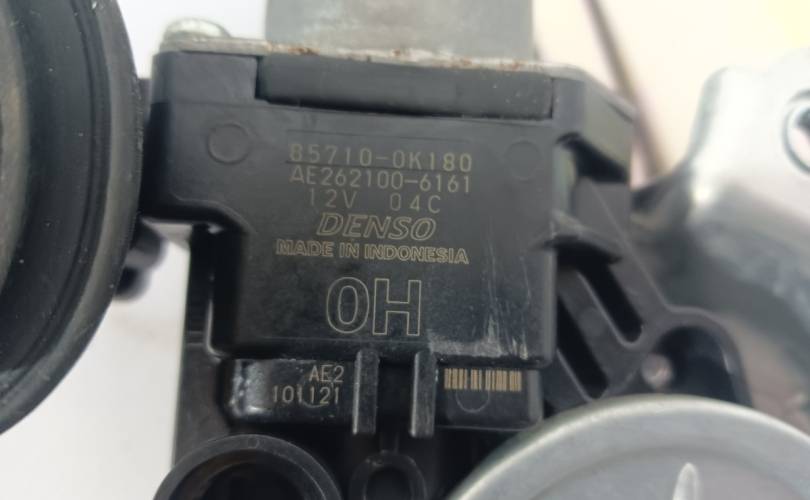 85710-0K180
AE262100-6161
12V 04C
DENSO
MADE IN INDONESIA
0H
AE2
101121